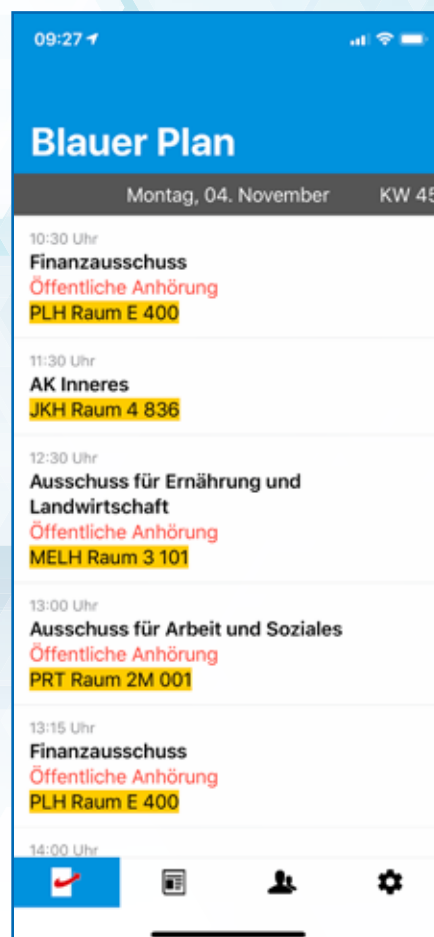 09:27
Blauer Plan
Montag, 04. November KW 45
10:30 Uhr
Finanzausschuss
Öffentliche Anhörung
PLH Raum E 400
11:30 Uhr
AK Inneres
JKH Raum 4 836
12:30 Uhr
Ausschuss für Ernährung und
Landwirtschaft
Öffentliche Anhörung
MELH Raum 3 101
13:00 Uhr
Ausschuss für Arbeit und Soziales
Öffentliche Anhörung
PRT Raum 2M 001
13:15 Uhr
Finanzausschuss
Öffentliche Anhörung
PLH Raum E 400
14:00 Uhr